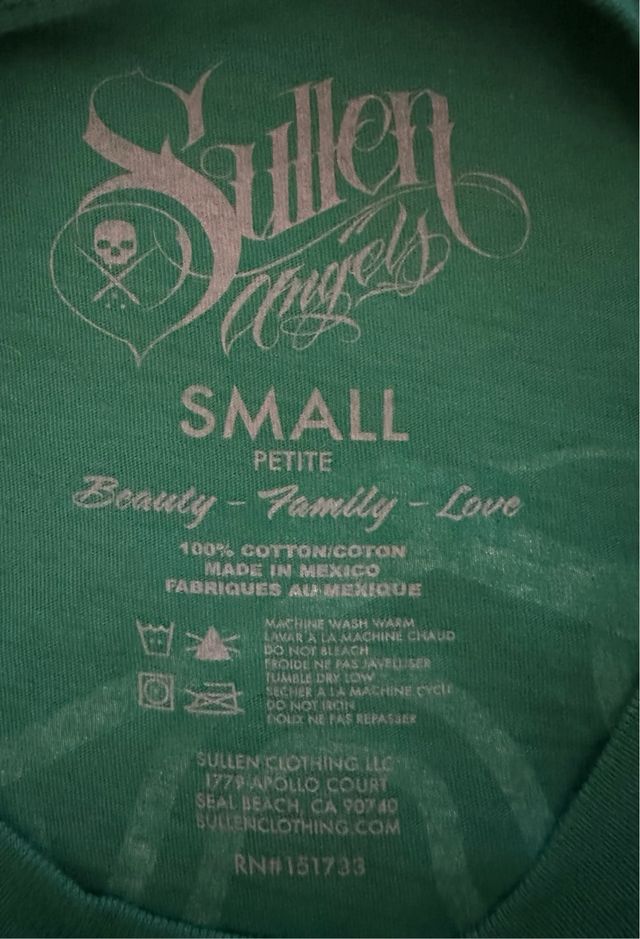 Sullen
Angels
SMALL
PETITE
Beauty - Family - Love
100% COTTON/COTON
MADE IN MEXICO
FABRIQUES AU MEXIQUE
MACHINE WASH WARM
LAVAR À LA MACHINE CHAUD
DO NOT BLEACH
FROIDE NE PAS JAVELLISER
TUMBLE DRY LOW
SECHER A LA MACHINE CYCLE
DO NOT IRON
DOUX NE PAS REPASSER
SULLEN CLOTHING LLC
1779 APOLLO COURT
SEAL BEACH, CA 90740
SULLENCLOTHING.COM
RN#151733